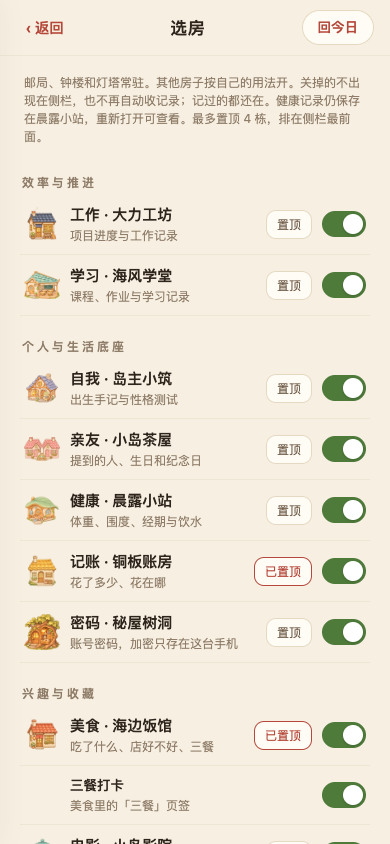 ‹ 返回
选房
回今日
邮局、钟楼和灯塔常驻。其他房子按自己的用法开。关掉的不出
现在侧栏，也不再自动收记录；记过的都还在。健康记录仍保存
在晨露小站，重新打开可查看。最多置顶 4 栋，排在侧栏最前
面。
效率与推进
工作 · 大力工坊
项目进度与工作记录
置顶
学习 · 海风学堂
课程、作业与学习记录
置顶
个人与生活底座
自我 · 岛主小筑
出生手记与性格测试
置顶
亲友 · 小岛茶屋
提到的人、生日和纪念日
置顶
健康 · 晨露小站
体重、围度、经期与饮水
置顶
记账 · 铜板账房
花了多少、花在哪
已置顶
密码 · 秘屋树洞
账号密码，加密只存在这台手机
置顶
兴趣与收藏
美食 · 海边饭馆
吃了什么、店好不好、三餐
已置顶
三餐打卡
美食里的「三餐」页签
电影 · 小岛影院